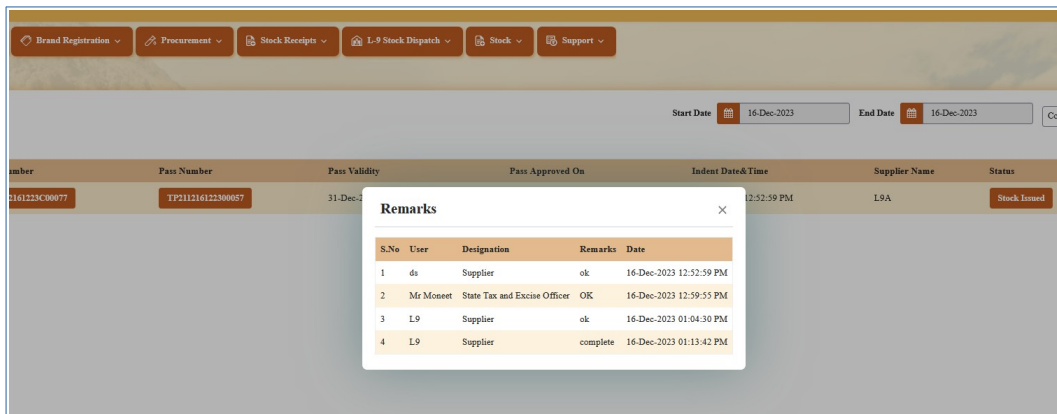 Brand Registration Procurement Stock Receipts L-9 Stock Dispatch Stock Support
Start Date 16-Dec-2023 End Date 16-Dec-2023 Co
umber Pass Number Pass Validity Pass Approved On Indent Date&Time Supplier Name Status
2161223C00077 TP211216122300057 31-Dec-2 12:52:59 PM L9A Stock Issued
Remarks
S.No User Designation Remarks Date
1 ds Supplier ok 16-Dec-2023 12:52:59 PM
2 Mr Moneet State Tax and Excise Officer OK 16-Dec-2023 12:59:55 PM
3 L9 Supplier ok 16-Dec-2023 01:04:30 PM
4 L9 Supplier complete 16-Dec-2023 01:13:42 PM